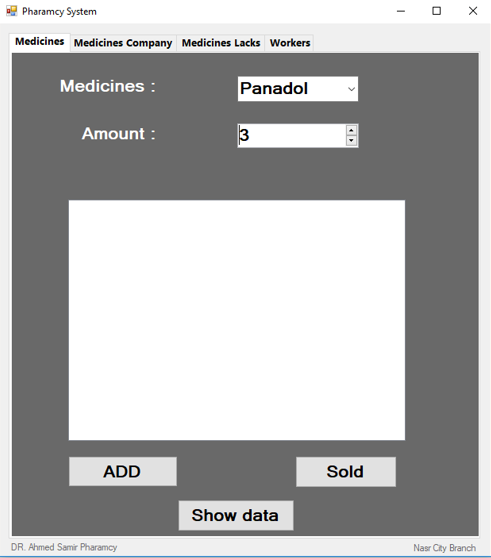 Pharamcy System
Medicines Medicines Company Medicines Lacks Workers
Medicines : Panadol
Amount : 3
ADD Sold
Show data
DR. Ahmed Samir Pharamcy Nasr City Branch